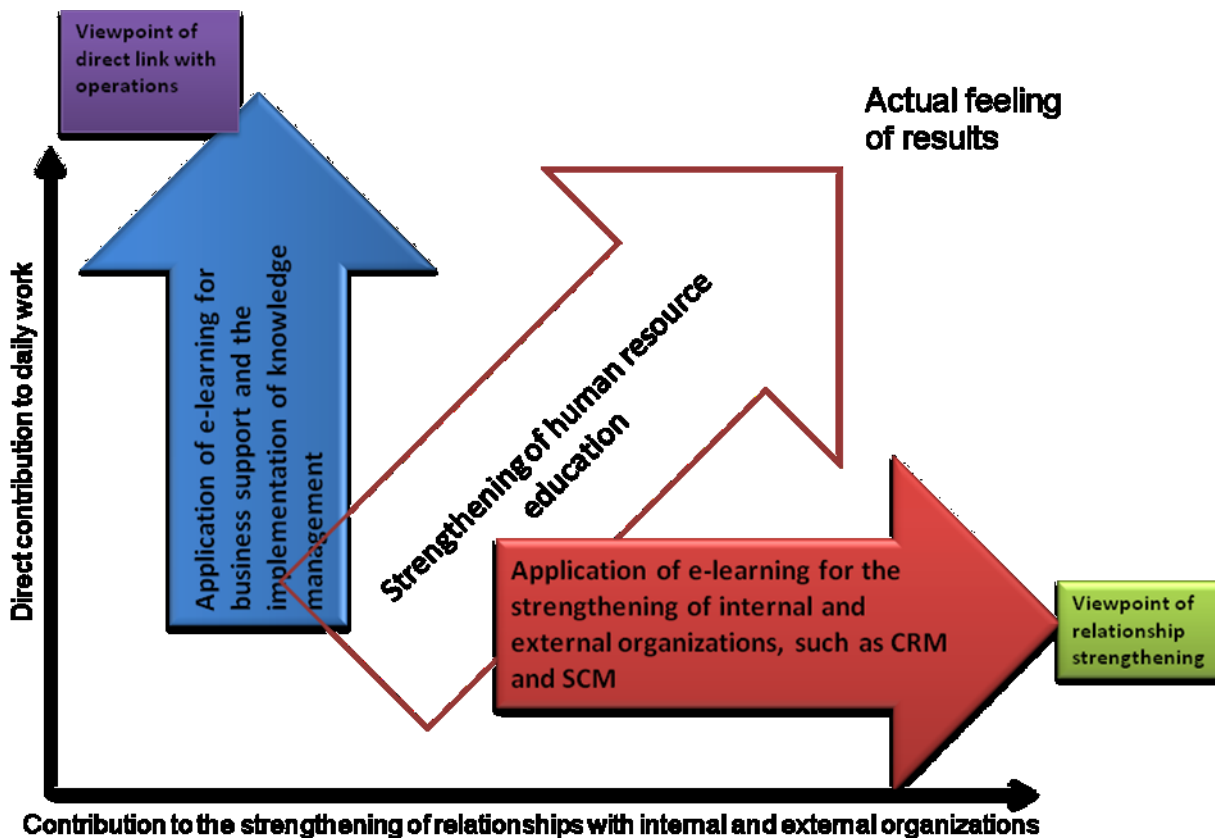 Viewpoint of
direct link with
operations
Actual feeling
of results
Direct contribution to daily work
Application of e-learning for
business support and the
implementation of knowledge
management
Strengthening of human resource
education
Application of e-learning for the
strengthening of internal and
external organizations, such as CRM
and SCM
Viewpoint of
relationship
strengthening
Contribution to the strengthening of relationships with internal and external organizations